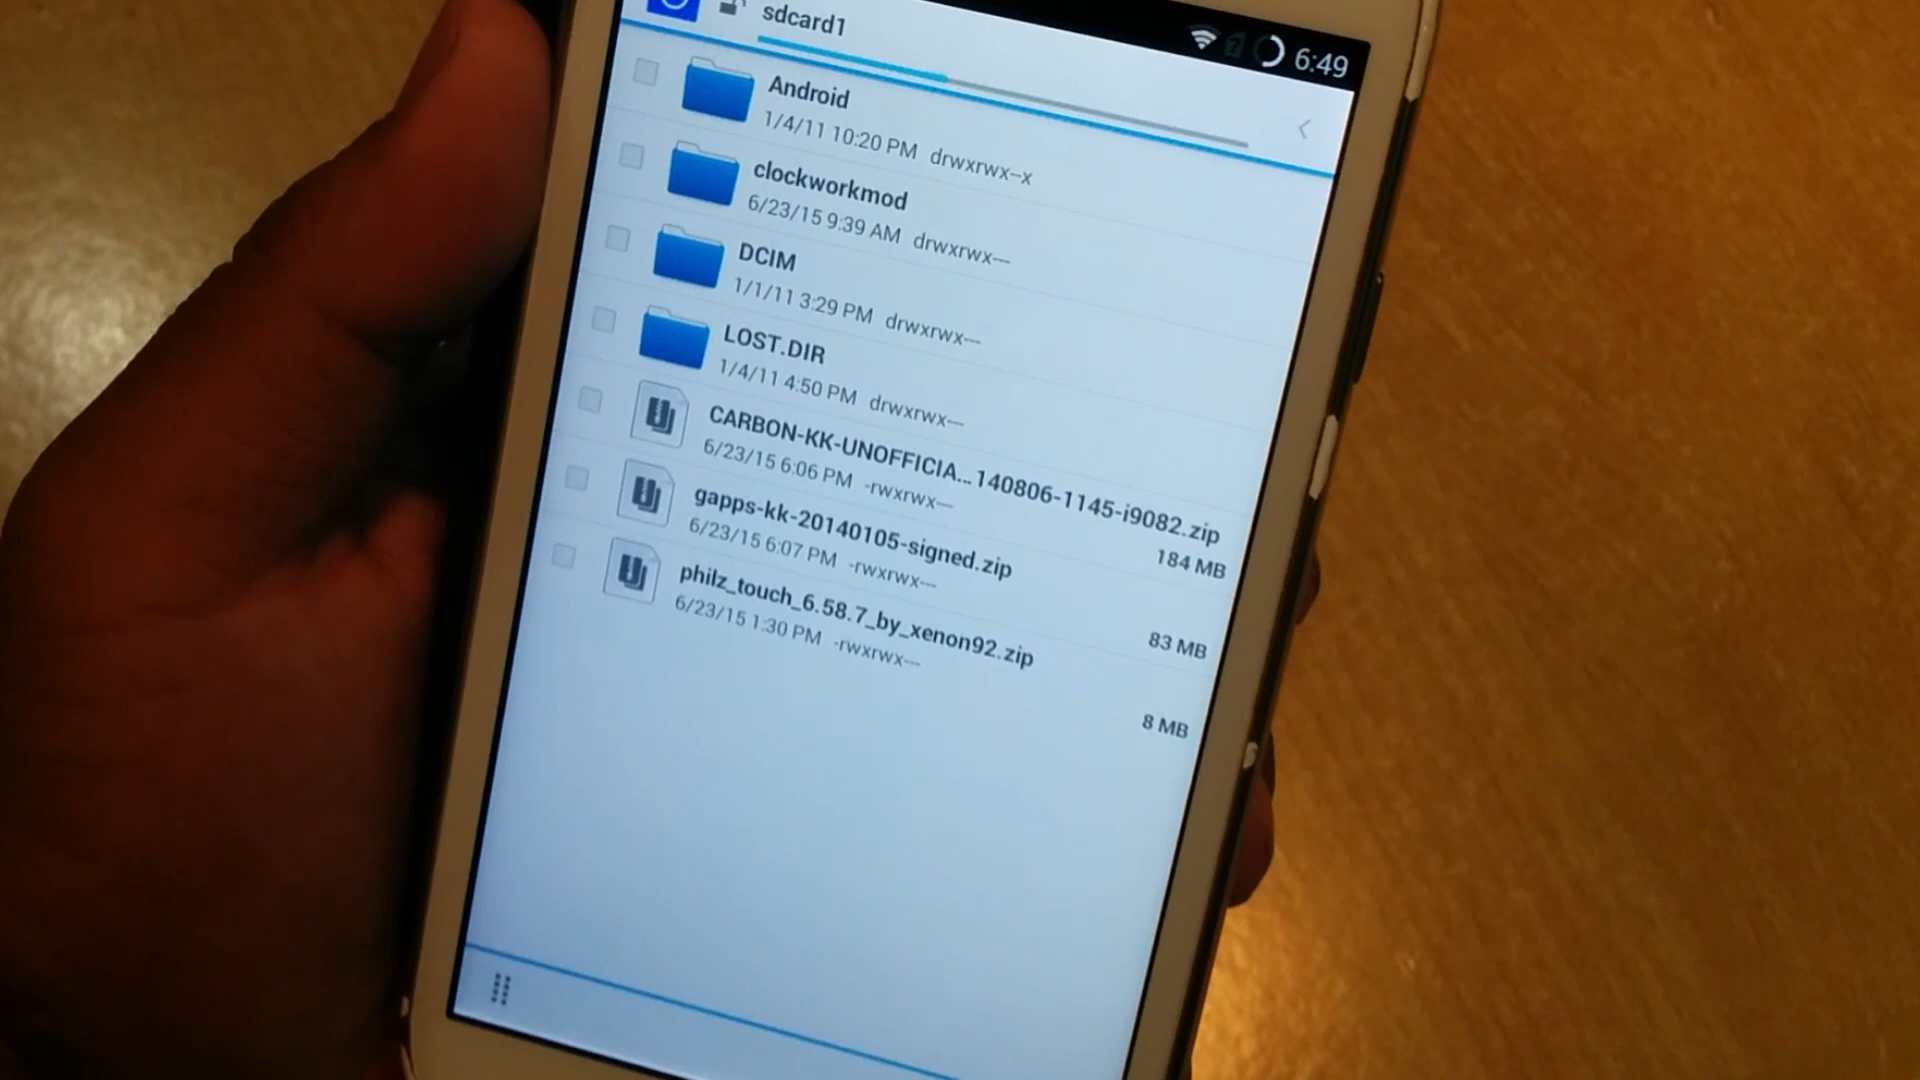 sdcard1
6:49
Android
1/4/11 10:20 PM drwxrwx--x
clockworkmod
6/23/15 9:39 AM drwxrwx---
DCIM
1/1/11 3:29 PM drwxrwx---
LOST.DIR
1/4/11 4:50 PM drwxrwx---
CARBON-KK-UNOFFICIA...140806-1145-i9082.zip
6/23/15 6:06 PM -rwxrwx---
184 MB
gapps-kk-20140105-signed.zip
6/23/15 6:07 PM -rwxrwx---
83 MB
philz_touch_6.58.7_by_xenon92.zip
6/23/15 1:30 PM -rwxrwx---
8 MB